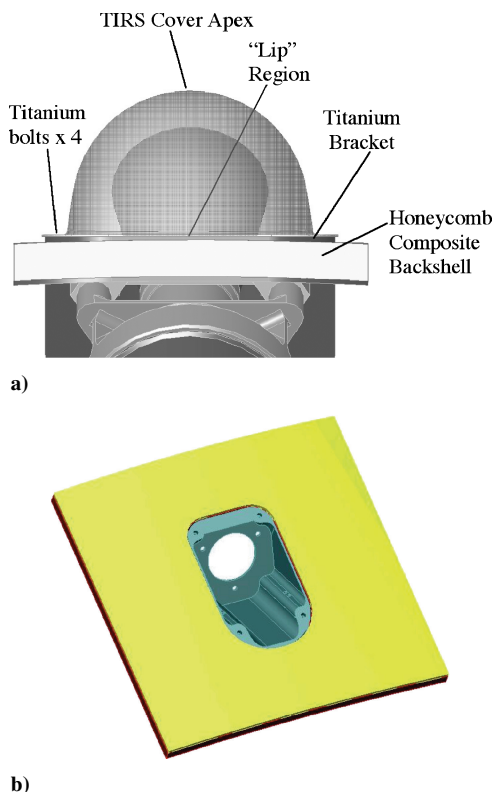 TIRS Cover Apex
“Lip”
Region
Titanium
bolts x 4
Titanium
Bracket
Honeycomb
Composite
Backshell
a)
b)